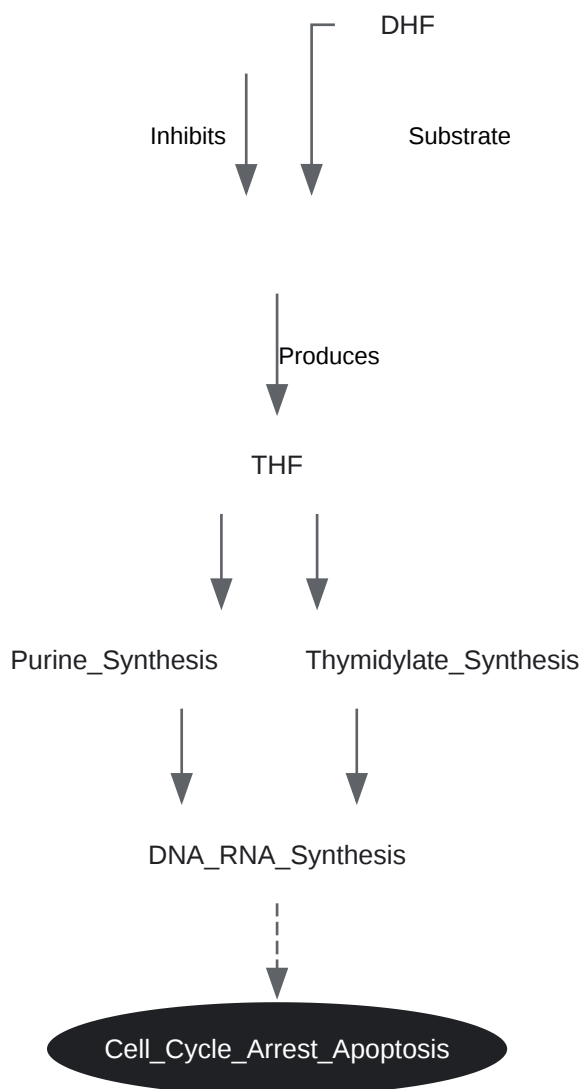 DHF
Inhibits
Substrate
Produces
THF
Purine_Synthesis
Thymidylate_Synthesis
DNA_RNA_Synthesis
Cell_Cycle_Arrest_Apoptosis